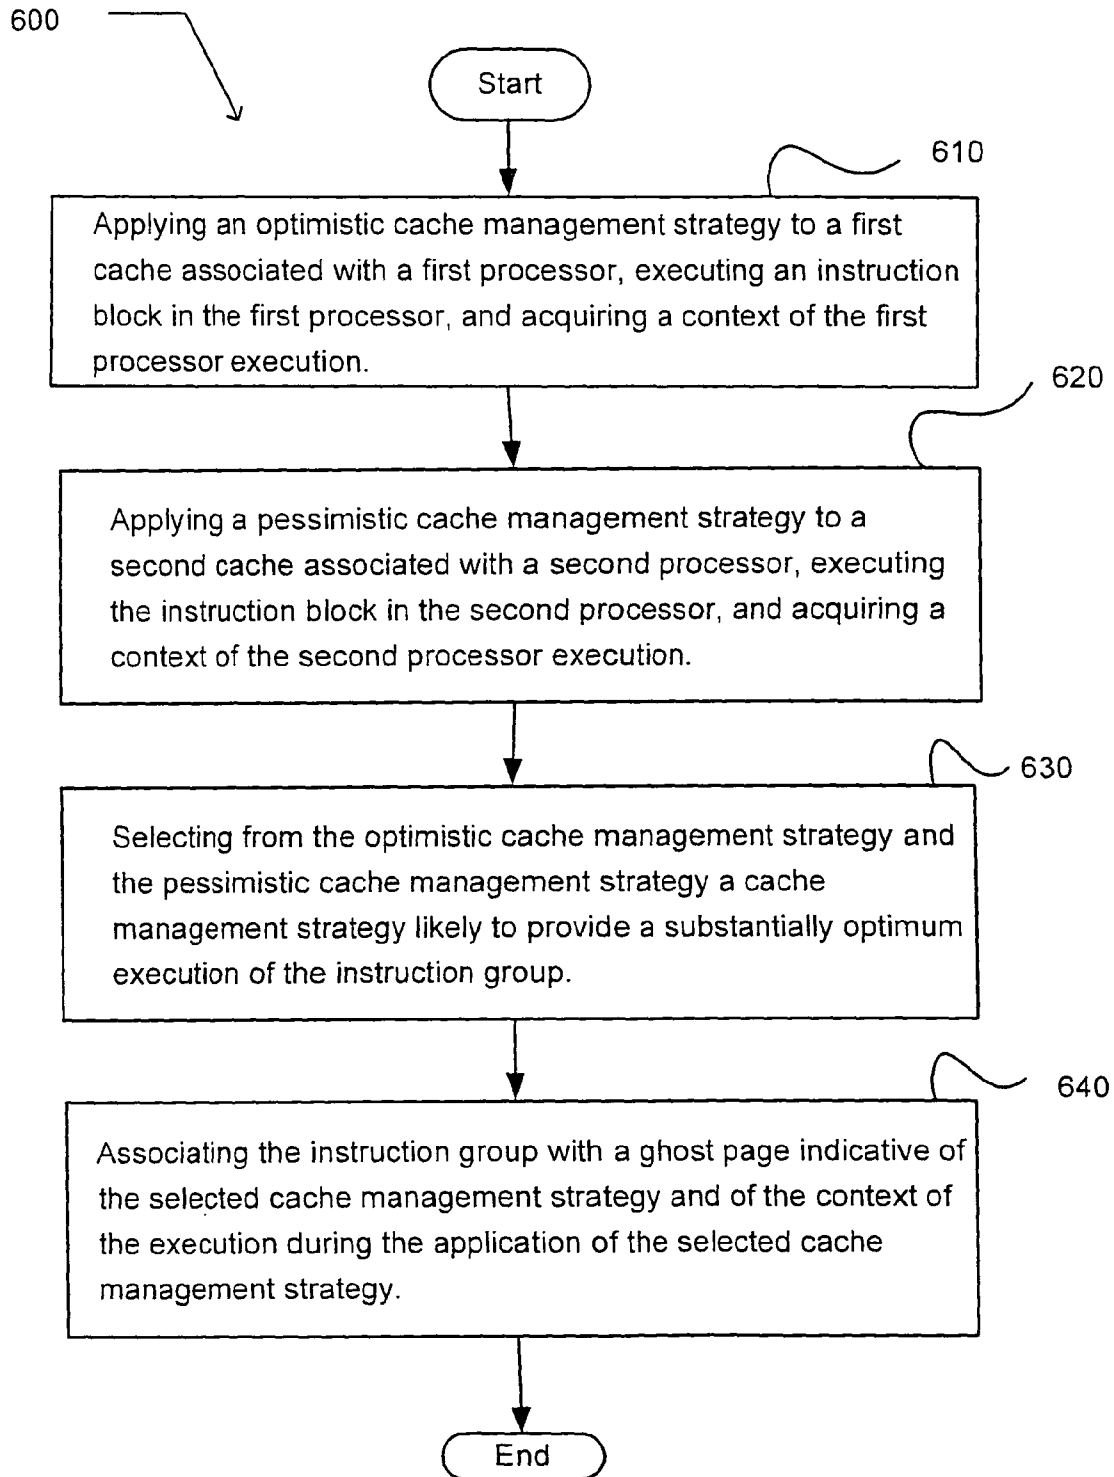 600
Start
610
Applying an optimistic cache management strategy to a first
cache associated with a first processor, executing an instruction
block in the first processor, and acquiring a context of the first
processor execution.
620
Applying a pessimistic cache management strategy to a
second cache associated with a second processor, executing
the instruction block in the second processor, and acquiring a
context of the second processor execution.
630
Selecting from the optimistic cache management strategy and
the pessimistic cache management strategy a cache
management strategy likely to provide a substantially optimum
execution of the instruction group.
640
Associating the instruction group with a ghost page indicative of
the selected cache management strategy and of the context of
the execution during the application of the selected cache
management strategy.
End